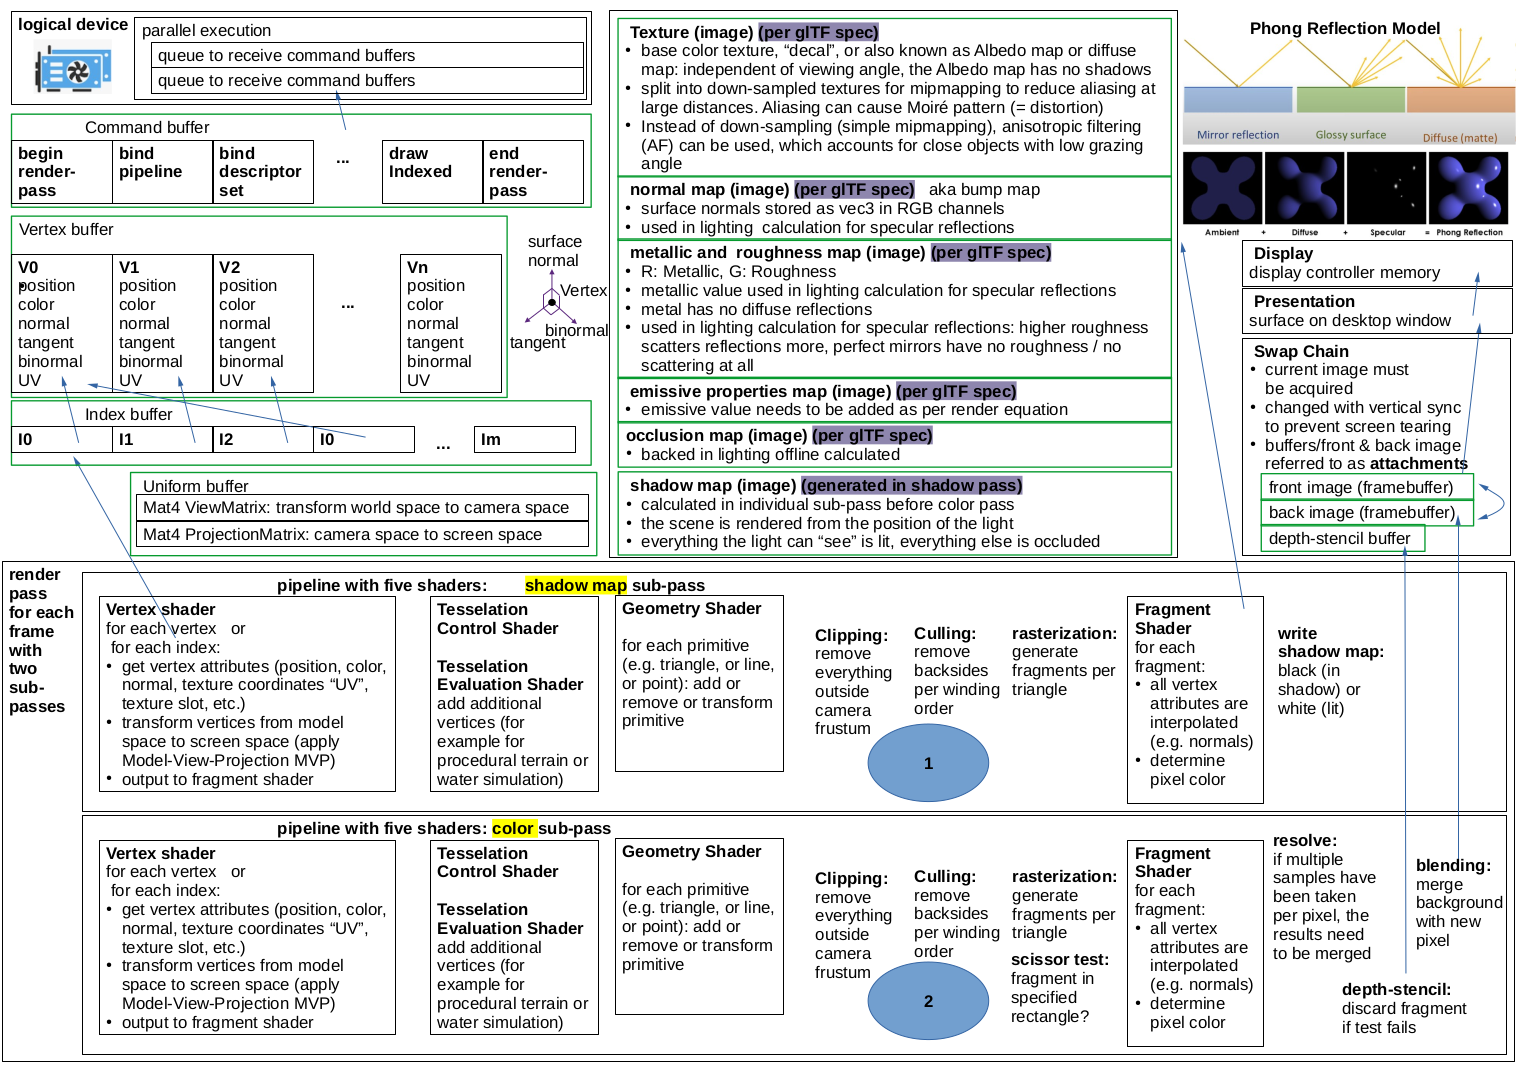 logical device
parallel execution
queue to receive command buffers
queue to receive command buffers
Command buffer
begin
render-
pass
bind
pipeline
bind
descriptor
set
...
draw
Indexed
end
render-
pass
Vertex buffer
V0
position
color
normal
tangent
binormal
UV
V1
position
color
normal
tangent
binormal
UV
V2
position
color
normal
tangent
binormal
UV
...
Vn
position
color
normal
tangent
binormal
UV
surface
normal
Vertex
binormal
tangent
Index buffer
I0
I1
I2
I0
...
Im
Uniform buffer
Mat4 ViewMatrix: transform world space to camera space
Mat4 ProjectionMatrix: camera space to screen space
Texture (image) (per glTF spec)
• base color texture, “decal”, or also known as Albedo map or diffuse
map: independent of viewing angle, the Albedo map has no shadows
• split into down-sampled textures for mipmapping to reduce aliasing at
large distances. Aliasing can cause Moiré pattern (= distortion)
• Instead of down-sampling (simple mipmapping), anisotropic filtering
(AF) can be used, which accounts for close objects with low grazing
angle
normal map (image) (per glTF spec) aka bump map
• surface normals stored as vec3 in RGB channels
• used in lighting calculation for specular reflections
metallic and roughness map (image) (per glTF spec)
• R: Metallic, G: Roughness
• metallic value used in lighting calculation for specular reflections
• metal has no diffuse reflections
• used in lighting calculation for specular reflections: higher roughness
scatters reflections more, perfect mirrors have no roughness / no
scattering at all
emissive properties map (image) (per glTF spec)
• emissive value needs to be added as per render equation
occlusion map (image) (per glTF spec)
• backed in lighting offline calculated
shadow map (image) (generated in shadow pass)
• calculated in individual sub-pass before color pass
• the scene is rendered from the position of the light
• everything the light can “see” is lit, everything else is occluded
Phong Reflection Model
Mirror reflection
Glossy surface
Diffuse (matte)
Ambient + Diffuse + Specular = Phong Reflection
Display
display controller memory
Presentation
surface on desktop window
Swap Chain
• current image must
be acquired
• changed with vertical sync
to prevent screen tearing
• buffers/front & back image
referred to as attachments
front image (framebuffer)
back image (framebuffer)
depth-stencil buffer
render
pass
for each
frame
with
two
sub-
passes
pipeline with five shaders: shadow map sub-pass
Vertex shader
for each vertex or
for each index:
• get vertex attributes (position, color,
normal, texture coordinates “UV”,
texture slot, etc.)
• transform vertices from model
space to screen space (apply
Model-View-Projection MVP)
• output to fragment shader
Tesselation
Control Shader
Tesselation
Evaluation Shader
add additional
vertices (for
example for
procedural terrain or
water simulation)
Geometry Shader
for each primitive
(e.g. triangle, or line,
or point): add or
remove or transform
primitive
Clipping:
remove
everything
outside
camera
frustum
Culling:
remove
backsides
per winding
order
1
rasterization:
generate
fragments per
triangle
Fragment
Shader
for each
fragment:
• all vertex
attributes are
interpolated
(e.g. normals)
• determine
pixel color
write
shadow map:
black (in
shadow) or
white (lit)
pipeline with five shaders: color sub-pass
Vertex shader
for each vertex or
for each index:
• get vertex attributes (position, color,
normal, texture coordinates “UV”,
texture slot, etc.)
• transform vertices from model
space to screen space (apply
Model-View-Projection MVP)
• output to fragment shader
Tesselation
Control Shader
Tesselation
Evaluation Shader
add additional
vertices (for
example for
procedural terrain or
water simulation)
Geometry Shader
for each primitive
(e.g. triangle, or line,
or point): add or
remove or transform
primitive
Clipping:
remove
everything
outside
camera
frustum
Culling:
remove
backsides
per winding
order
2
rasterization:
generate
fragments per
triangle
scissor test:
fragment in
specified
rectangle?
Fragment
Shader
for each
fragment:
• all vertex
attributes are
interpolated
(e.g. normals)
• determine
pixel color
resolve:
if multiple
samples have
been taken
per pixel, the
results need
to be merged
blending:
merge
background
with new
pixel
depth-stencil:
discard fragment
if test fails